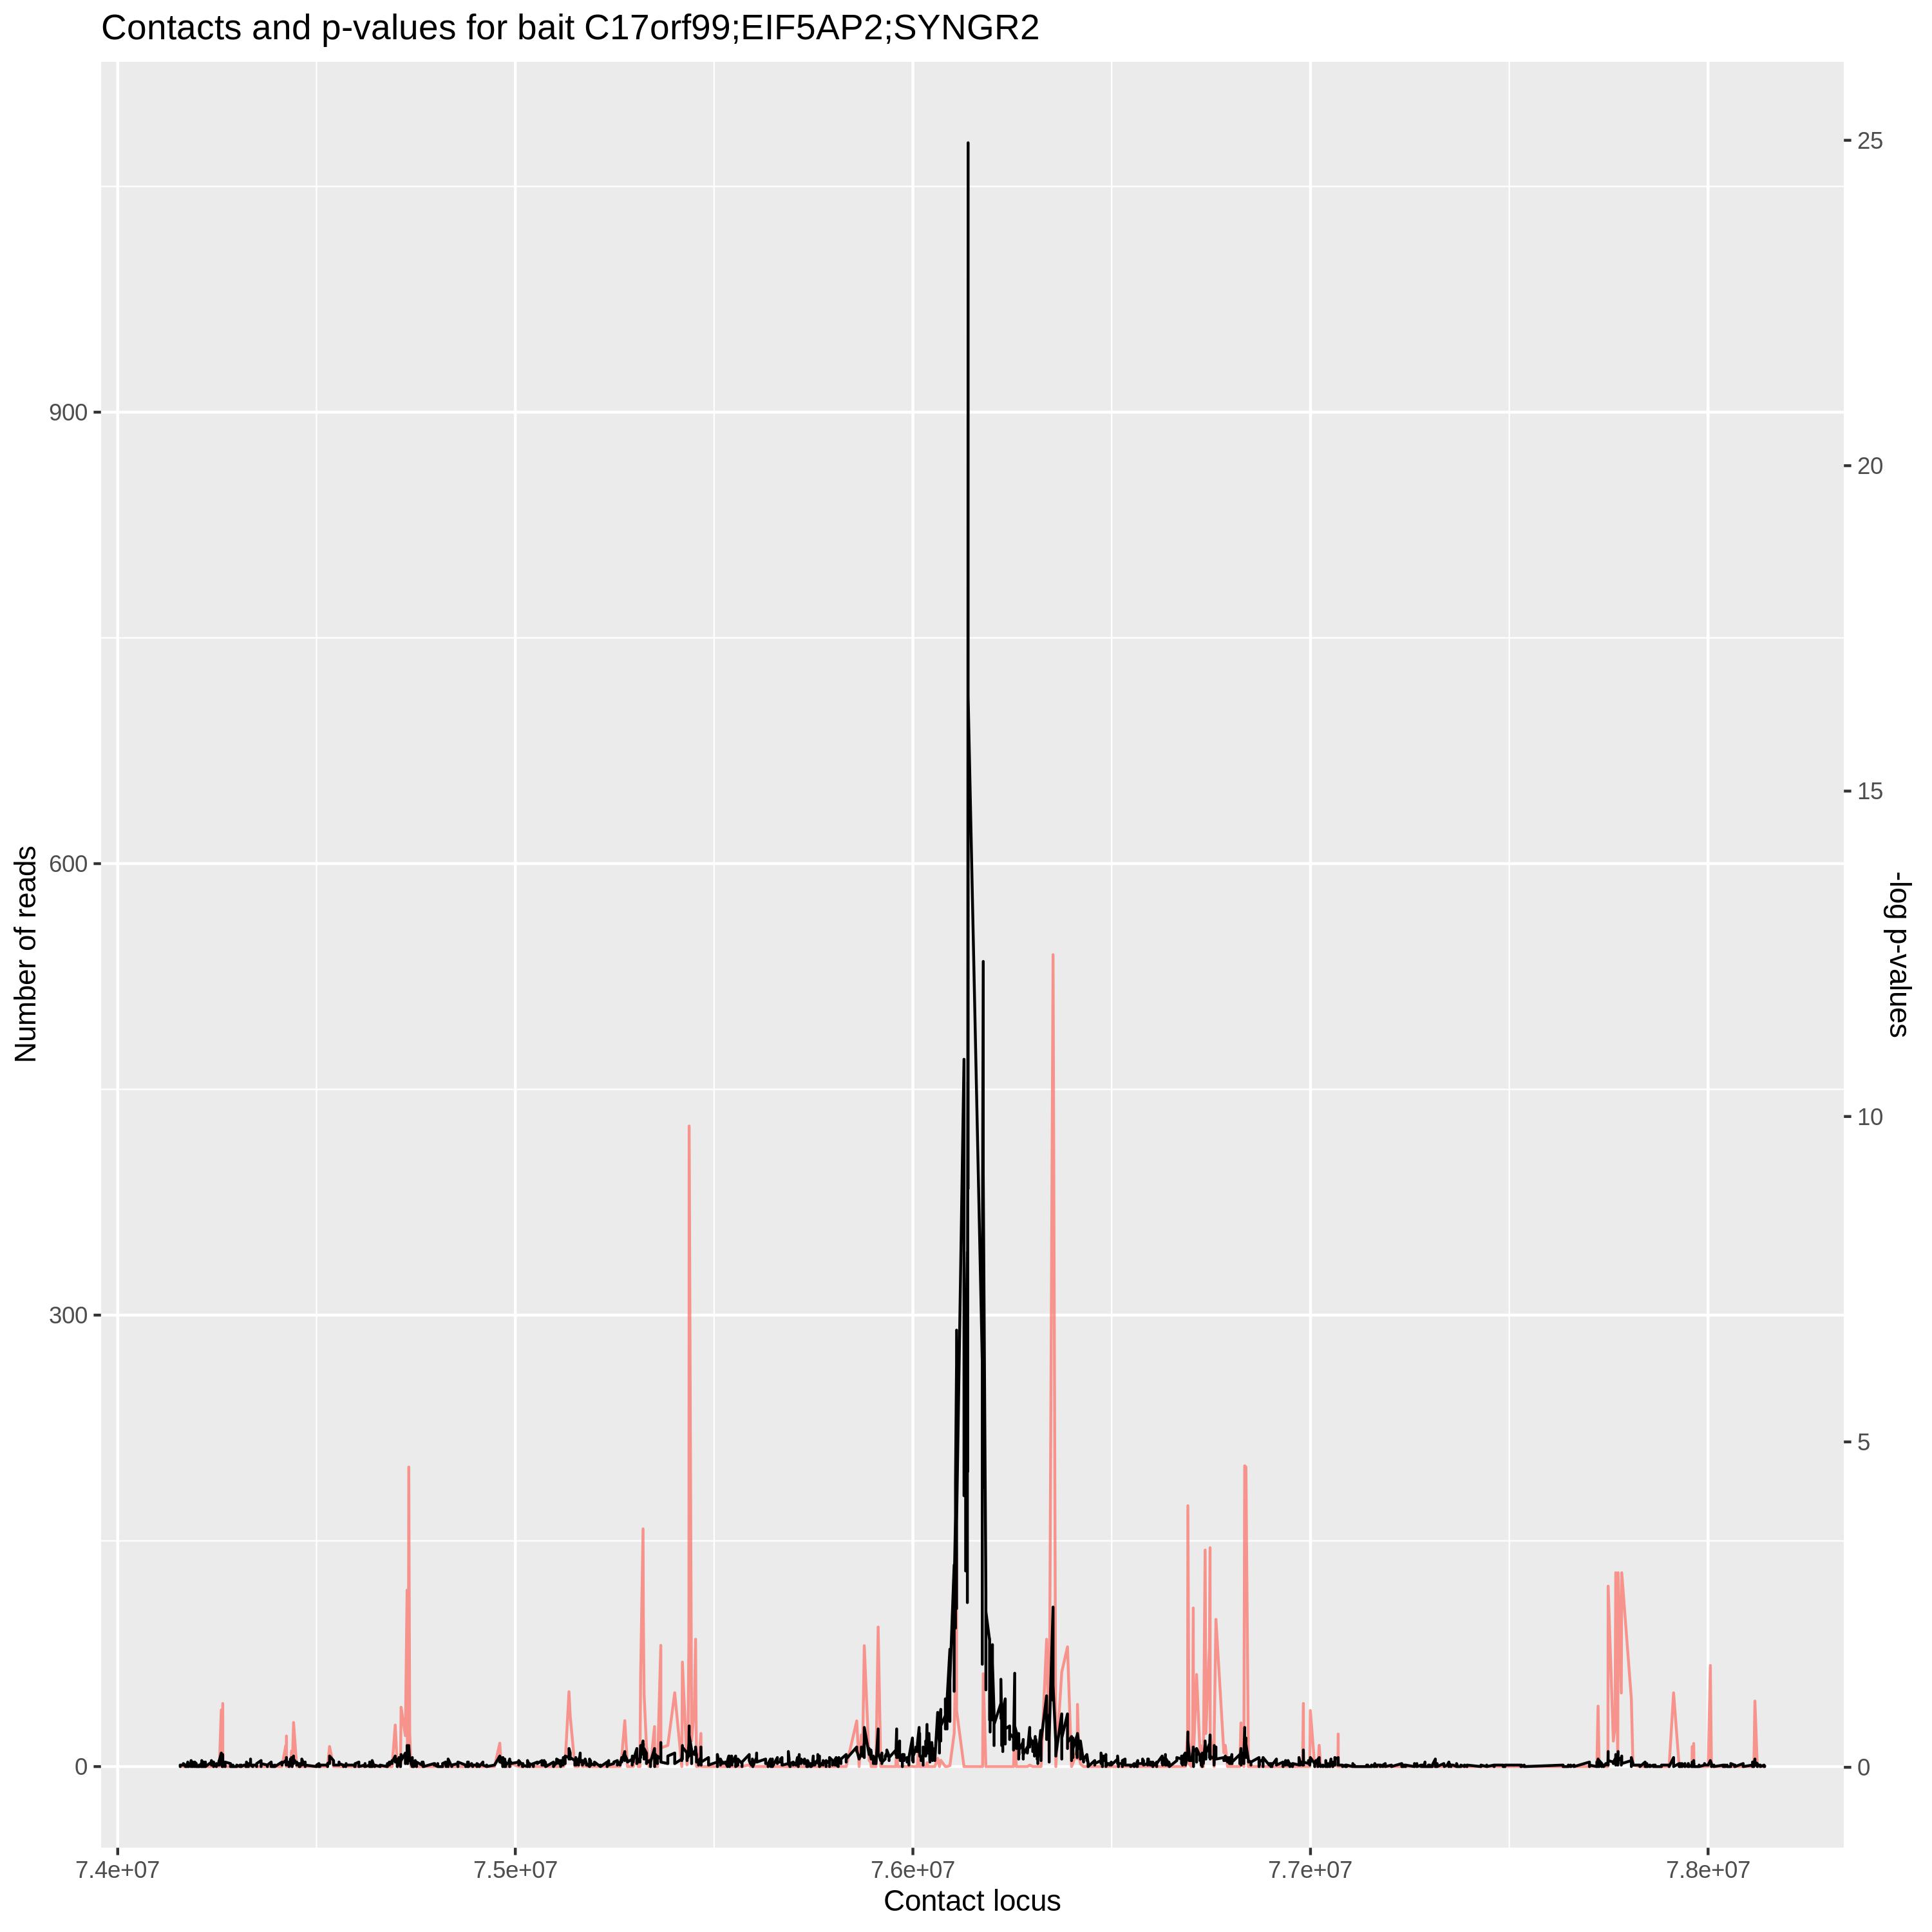 Contacts and p-values for bait C17orf99;EIF5AP2;SYNGR2
25
900
20
15
600
Number of reads
-log p-values
10
300
5
0
0
7.4e+07
7.5e+07
7.6e+07
7.7e+07
7.8e+07
Contact locus